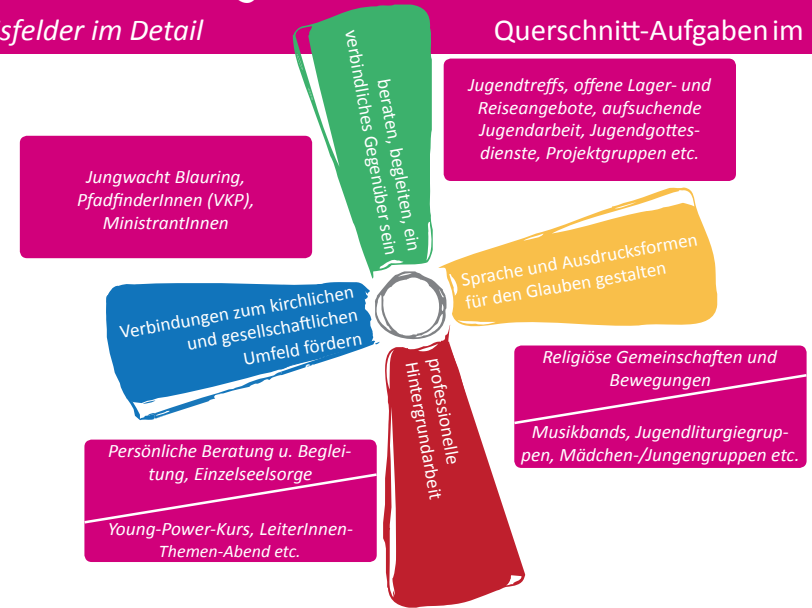 sfelder im Detail
Querschnitt-Aufgaben im
beraten, begleiten, ein
verbindliches Gegenüber sein
Jugendtreffs, offene Lager- und
Reiseangebote, aufsuchende
Jugendarbeit, Jugendgottes-
dienste, Projektgruppen etc.
Jungwacht Blauring,
PfadfinderInnen (VKP),
MinistrantInnen
Sprache und Ausdrucksformen
für den Glauben gestalten
Verbindungen zum kirchlichen
und gesellschaftlichen
Umfeld fördern
professionelle
Hintergrundarbeit
Religiöse Gemeinschaften und
Bewegungen
Musikbands, Jugendliturgiegrup-
pen, Mädchen-/Jungengruppen etc.
Persönliche Beratung u. Beglei-
tung, Einzelseelsorge
Young-Power-Kurs, LeiterInnen-
Themen-Abend etc.